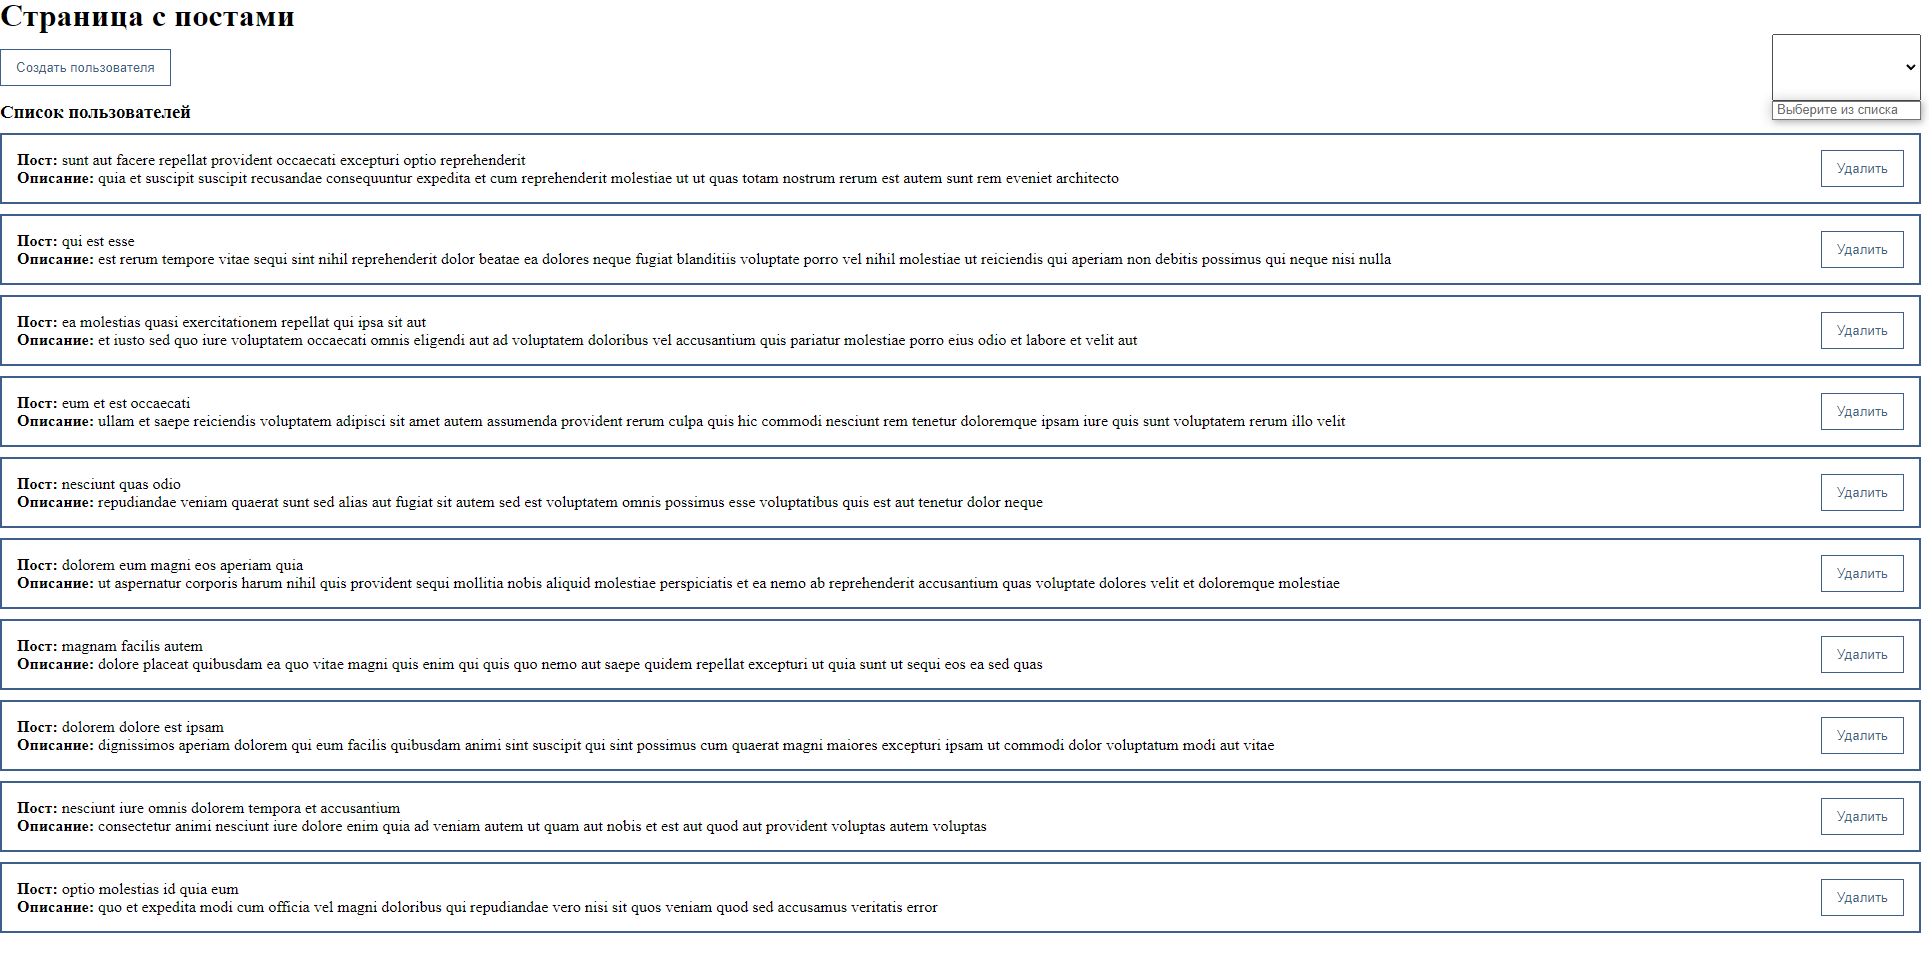 Страница с постами
Создать пользователя
Выберите из списка
Список пользователей
Пост: sunt aut facere repellat provident occaecati excepturi optio reprehenderit
Описание: quia et suscipit suscipit recusandae consequuntur expedita et cum reprehenderit molestiae ut ut quas totam nostrum rerum est autem sunt rem eveniet architecto
Удалить
Пост: qui est esse
Описание: est rerum tempore vitae sequi sint nihil reprehenderit dolor beatae ea dolores neque fugiat blanditiis voluptate porro vel nihil molestiae ut reiciendis qui aperiam non debitis possimus qui neque nisi nulla
Удалить
Пост: ea molestias quasi exercitationem repellat qui ipsa sit aut
Описание: et iusto sed quo iure voluptatem occaecati omnis eligendi aut ad voluptatem doloribus vel accusantium quis pariatur molestiae porro eius odio et labore et velit aut
Удалить
Пост: eum et est occaecati
Описание: ullam et saepe reiciendis voluptatem adipisci sit amet autem assumenda provident rerum culpa quis hic commodi nesciunt rem tenetur doloremque ipsam iure quis sunt voluptatem rerum illo velit
Удалить
Пост: nesciunt quas odio
Описание: repudiandae veniam quaerat sunt sed alias aut fugiat sit autem sed est voluptatem omnis possimus esse voluptatibus quis est aut tenetur dolor neque
Удалить
Пост: dolorem eum magni eos aperiam quia
Описание: ut aspernatur corporis harum nihil quis provident sequi mollitia nobis aliquid molestiae perspiciatis et ea nemo ab reprehenderit accusantium quas voluptate dolores velit et doloremque molestiae
Удалить
Пост: magnam facilis autem
Описание: dolore placeat quibusdam ea quo vitae magni quis enim qui quis quo nemo aut saepe quidem repellat excepturi ut quia sunt ut sequi eos ea sed quas
Удалить
Пост: dolorem dolore est ipsam
Описание: dignissimos aperiam dolorem qui eum facilis quibusdam animi sint suscipit qui sint possimus cum quaerat magni maiores excepturi ipsam ut commodi dolor voluptatum modi aut vitae
Удалить
Пост: nesciunt iure omnis dolorem tempora et accusantium
Описание: consectetur animi nesciunt iure dolore enim quia ad veniam autem ut quam aut nobis et est aut quod aut provident voluptas autem voluptas
Удалить
Пост: optio molestias id quia eum
Описание: quo et expedita modi cum officia vel magni doloribus qui repudiandae vero nisi sit quos veniam quod sed accusamus veritatis error
Удалить